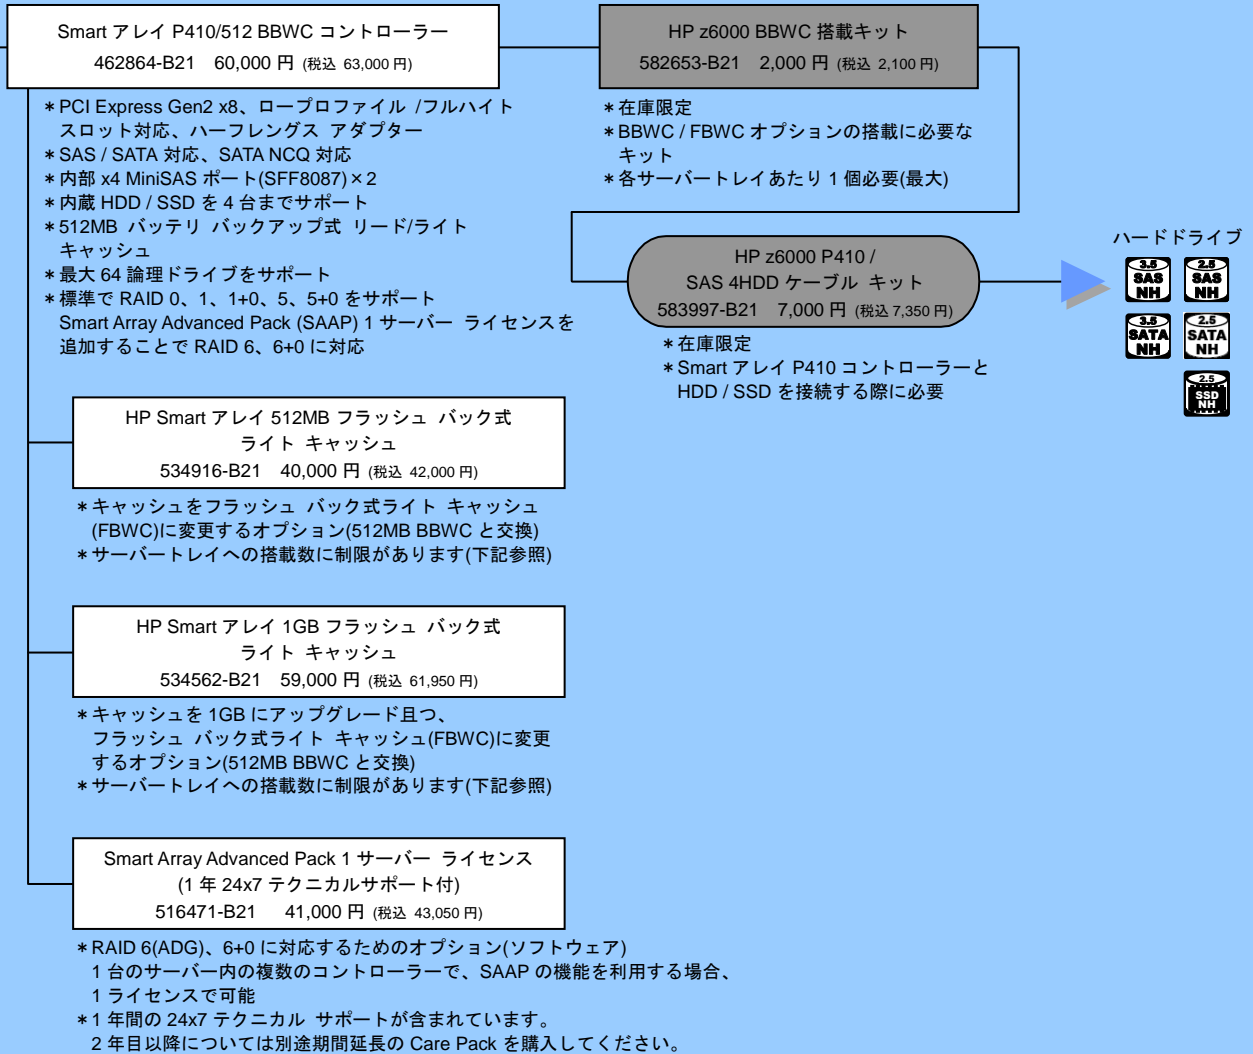 Smart アレイ P410/512 BBWC コントローラー
462864-B21 60,000 円 (税込 63,000 円)
＊PCI Express Gen2 x8、ロープロファイル /フルハイト
スロット対応、ハーフレングス アダプター
＊SAS / SATA 対応、SATA NCQ 対応
＊内部 x4 MiniSAS ポート(SFF8087)×2
＊内蔵 HDD / SSD を 4 台までサポート
＊512MB バッテリ バックアップ式 リード/ライト
キャッシュ
＊最大 64 論理ドライブをサポート
＊標準で RAID 0、1、1+0、5、5+0 をサポート
Smart Array Advanced Pack (SAAP) 1 サーバー ライセンスを
追加することで RAID 6、6+0 に対応
HP z6000 BBWC 搭載キット
582653-B21 2,000 円 (税込 2,100 円)
＊在庫限定
＊BBWC / FBWC オプションの搭載に必要な
キット
＊各サーバートレイあたり 1 個必要(最大)
HP z6000 P410 /
SAS 4HDD ケーブル キット
583997-B21 7,000 円 (税込 7,350 円)
＊在庫限定
＊Smart アレイ P410 コントローラーと
HDD / SSD を接続する際に必要
ハードドライブ
3.5
SAS
NH
2.5
SAS
NH
3.5
SATA
NH
2.5
SATA
NH
2.5
SSD
NH
HP Smart アレイ 512MB フラッシュ バック式
ライト キャッシュ
534916-B21 40,000 円 (税込 42,000 円)
＊キャッシュをフラッシュ バック式ライト キャッシュ
(FBWC)に変更するオプション(512MB BBWC と交換)
＊サーバートレイへの搭載数に制限があります(下記参照)
HP Smart アレイ 1GB フラッシュ バック式
ライト キャッシュ
534562-B21 59,000 円 (税込 61,950 円)
＊キャッシュを 1GB にアップグレード且つ、
フラッシュ バック式ライト キャッシュ(FBWC)に変更
するオプション(512MB BBWC と交換)
＊サーバートレイへの搭載数に制限があります(下記参照)
Smart Array Advanced Pack 1 サーバー ライセンス
(1 年 24x7 テクニカルサポート付)
516471-B21 41,000 円 (税込 43,050 円)
＊RAID 6(ADG)、6+0 に対応するためのオプション(ソフトウェア)
1 台のサーバー内の複数のコントローラーで、SAAP の機能を利用する場合、
1 ライセンスで可能
＊1 年間の 24x7 テクニカル サポートが含まれています。
2 年目以降については別途期間延長の Care Pack を購入してください。